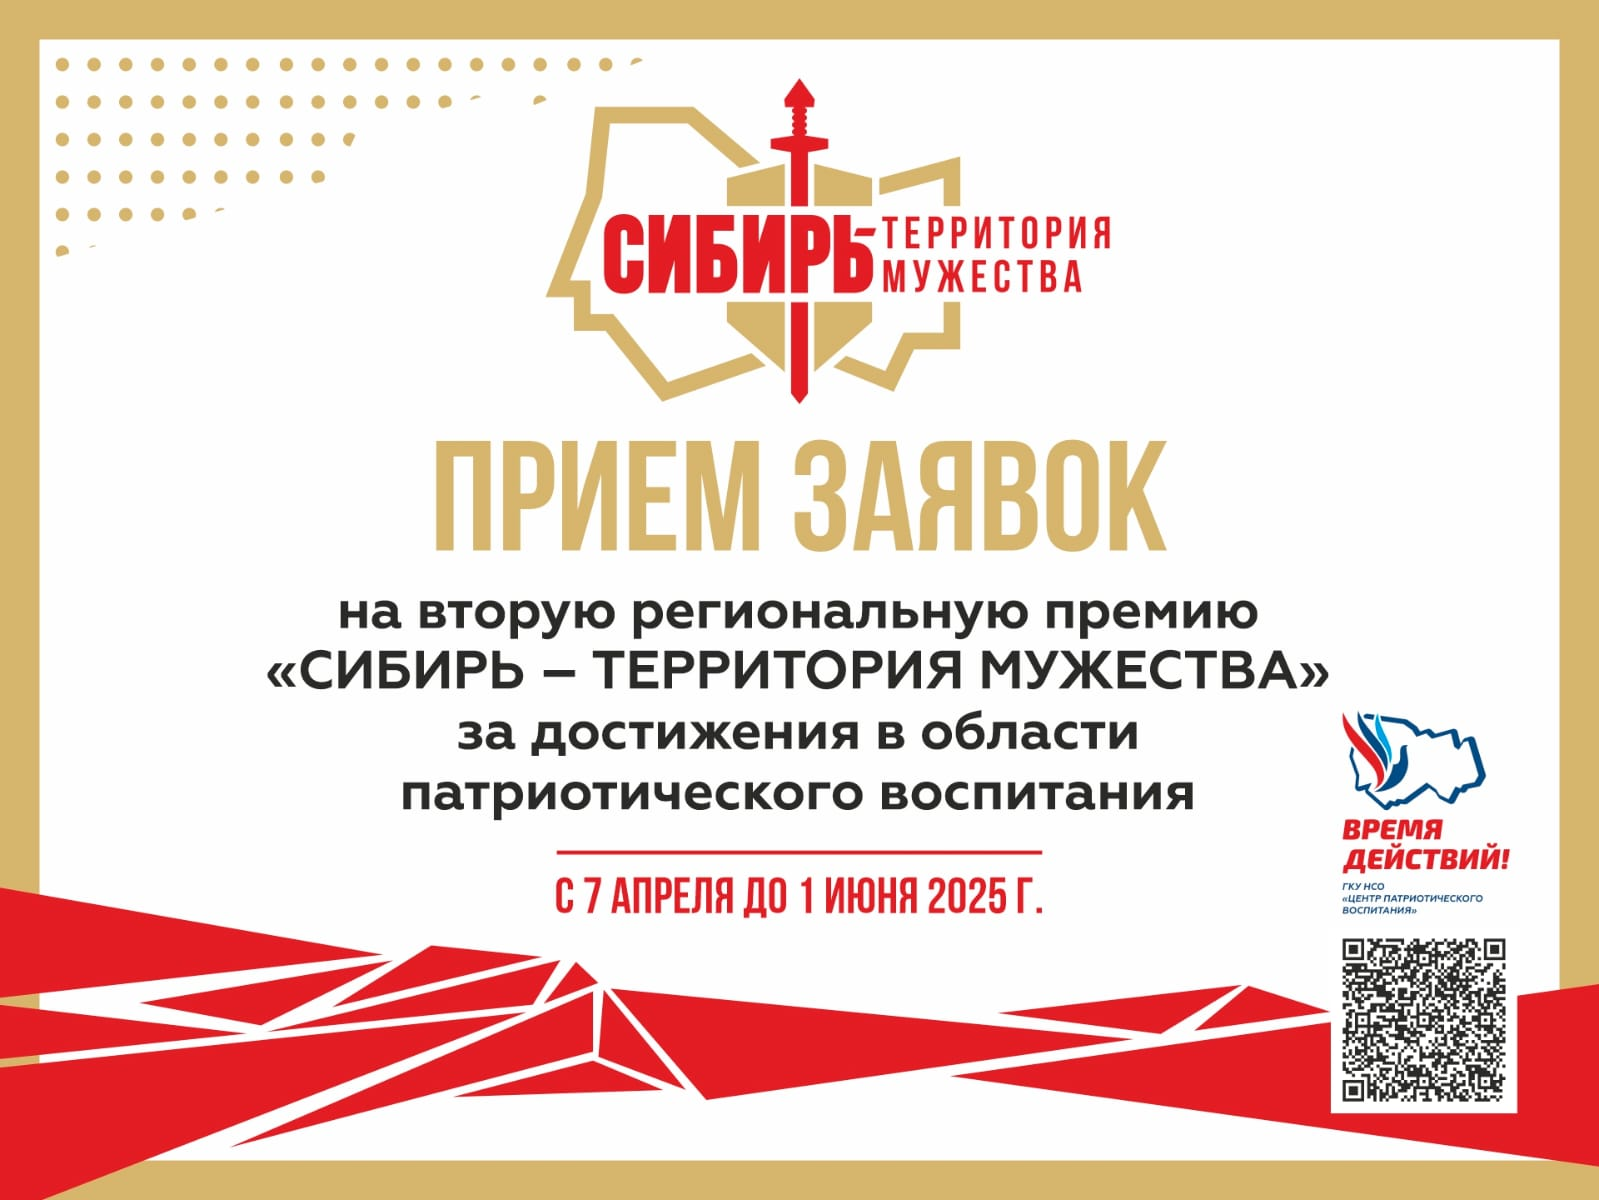 СИБИРЬ-ТЕРРИТОРИЯ
МУЖЕСТВА
ПРИЕМ ЗАЯВОК
на вторую региональную премию
«СИБИРЬ – ТЕРРИТОРИЯ МУЖЕСТВА»
за достижения в области
патриотического воспитания
С 7 АПРЕЛЯ ДО 1 ИЮНЯ 2025 Г.
ВРЕМЯ
ДЕЙСТВИЙ!
ГКУ НСО
«ЦЕНТР ПАТРИОТИЧЕСКОГО
ВОСПИТАНИЯ»